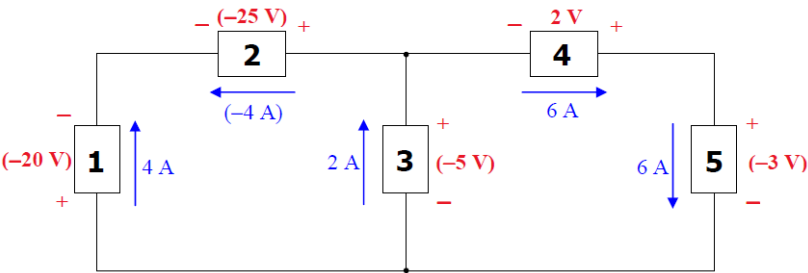 − (−25 V) +
2
(−4 A)
− 2 V +
4
6 A
−
(−20 V)
1
+
4 A
2 A
3
+
(−5 V)
−
6 A
5
+
(−3 V)
−